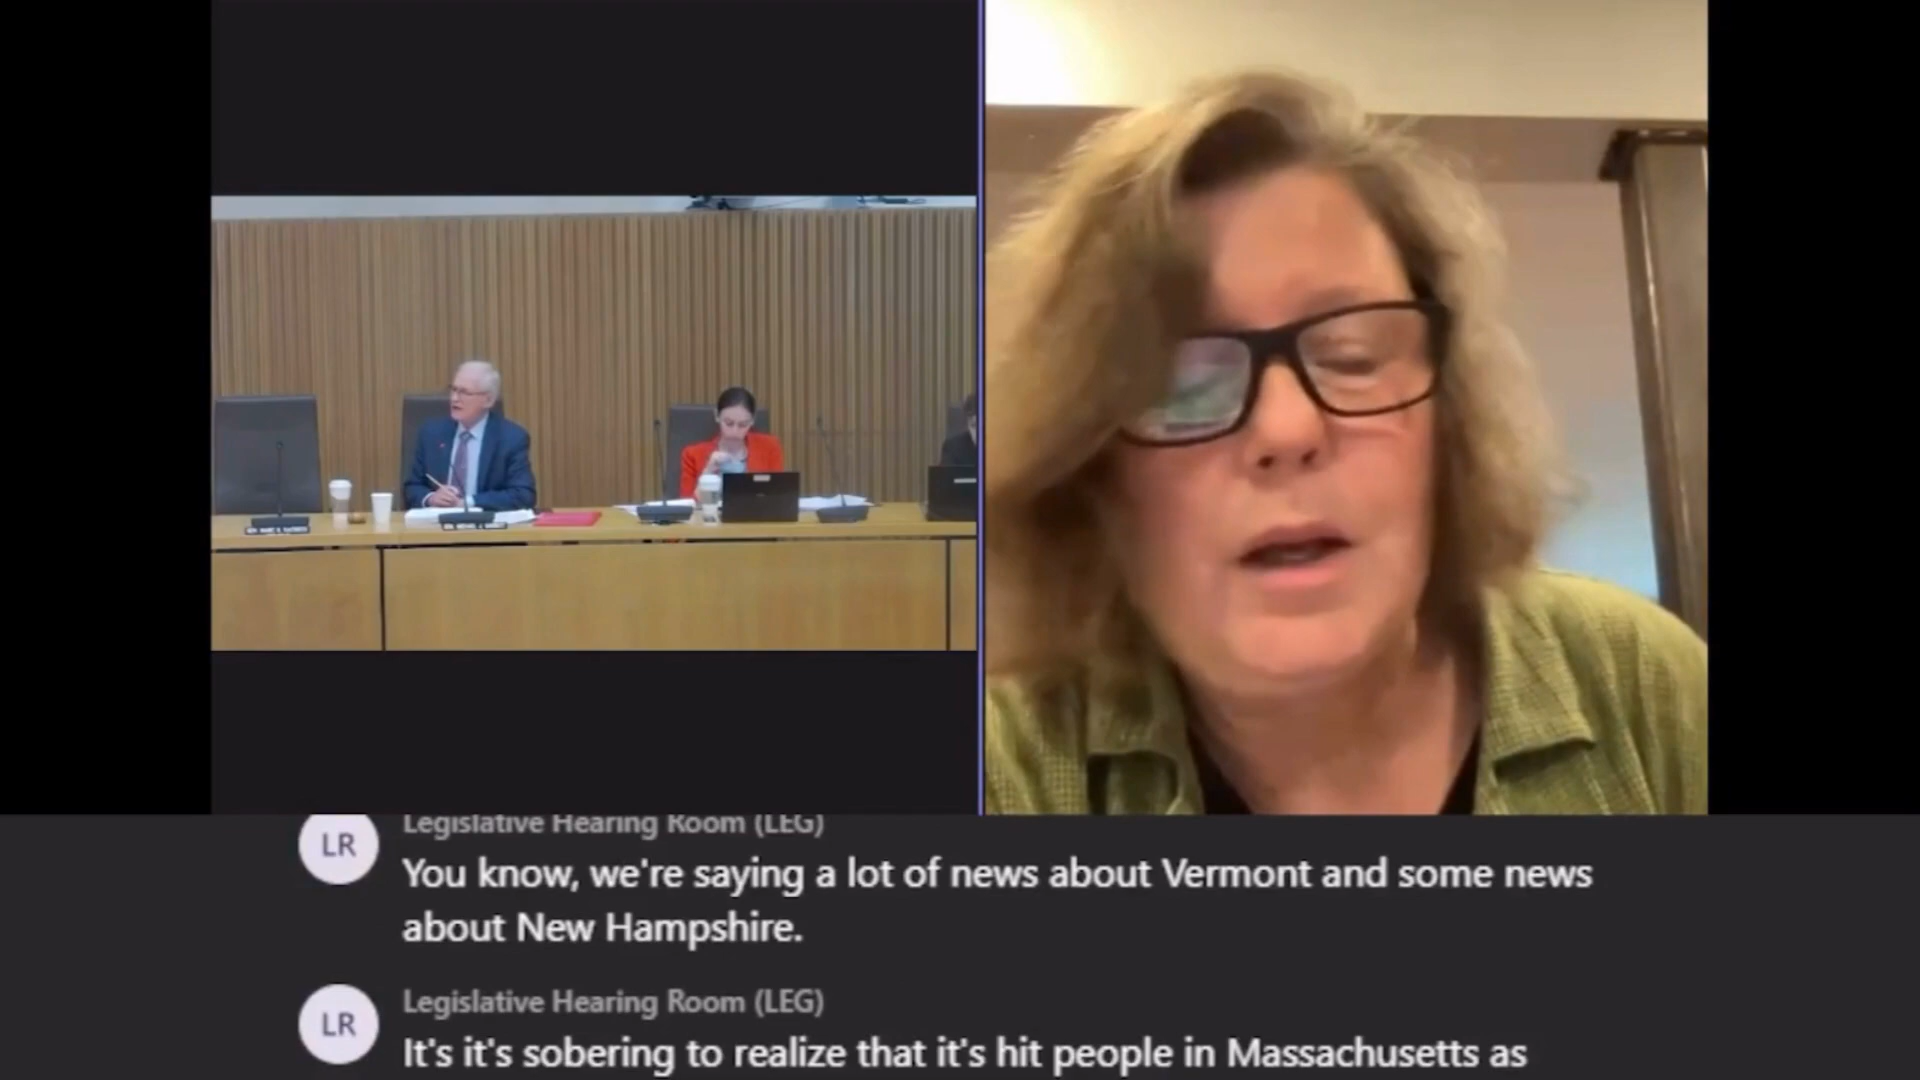 LR
Legislative Hearing Room (LEG)
You know, we're saying a lot of news about Vermont and some news
about New Hampshire.
LR
Legislative Hearing Room (LEG)
It's it's sobering to realize that it's hit people in Massachusetts as